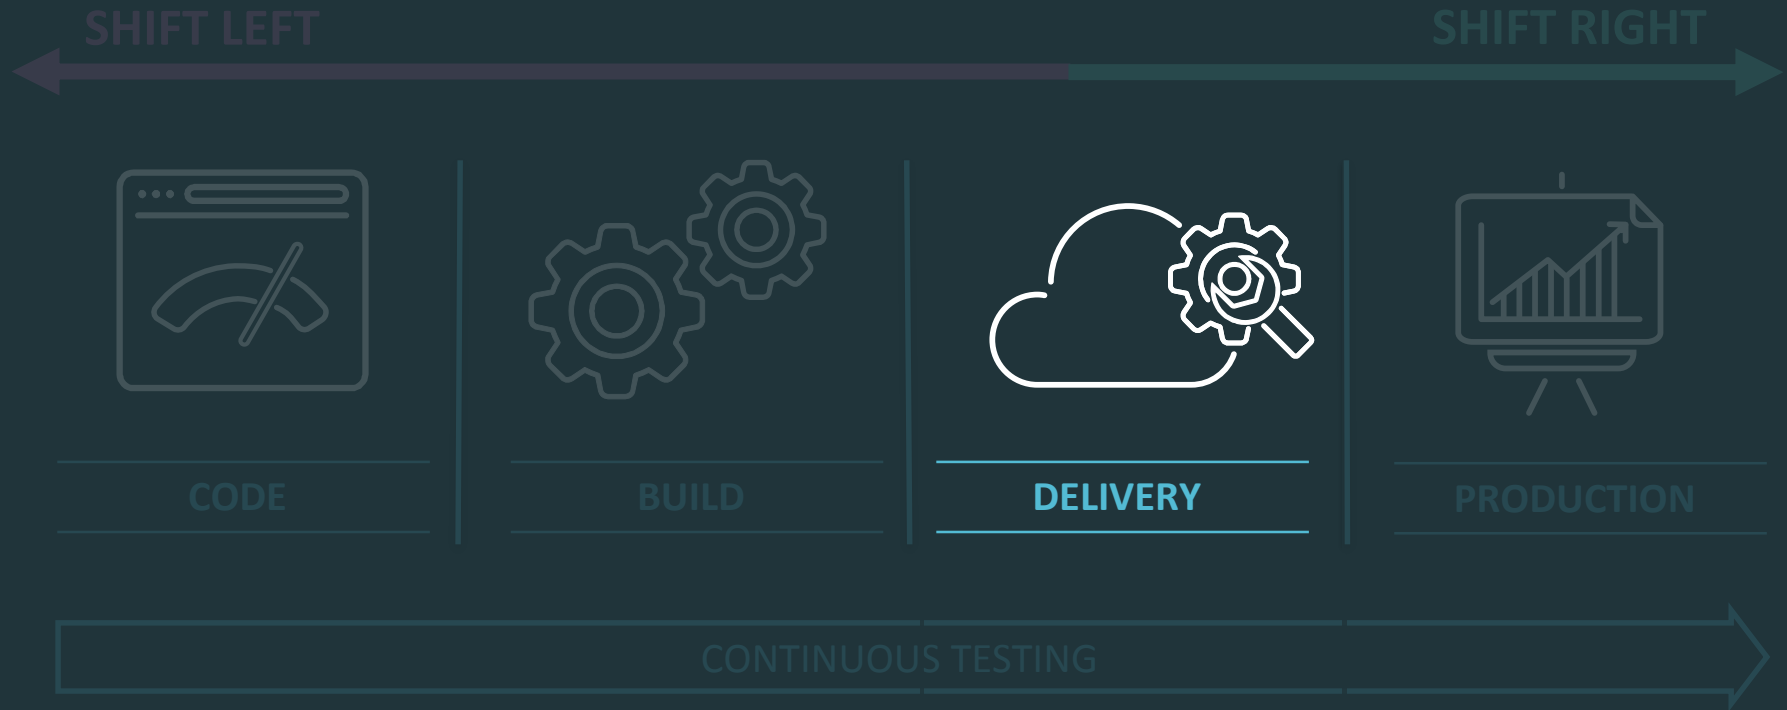 SHIFT LEFT
SHIFT RIGHT
CODE
BUILD
DELIVERY
PRODUCTION
CONTINUOUS TESTING